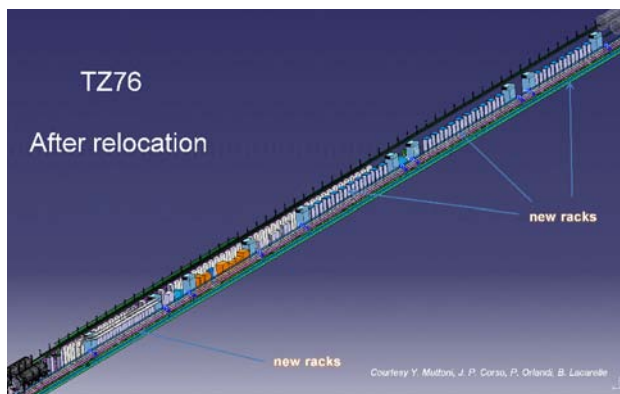 TZ76
After relocation
new racks
new racks
Courtesy Y. Muttoni, J. P. Corso, P. Orlandi, B. Lacarelle